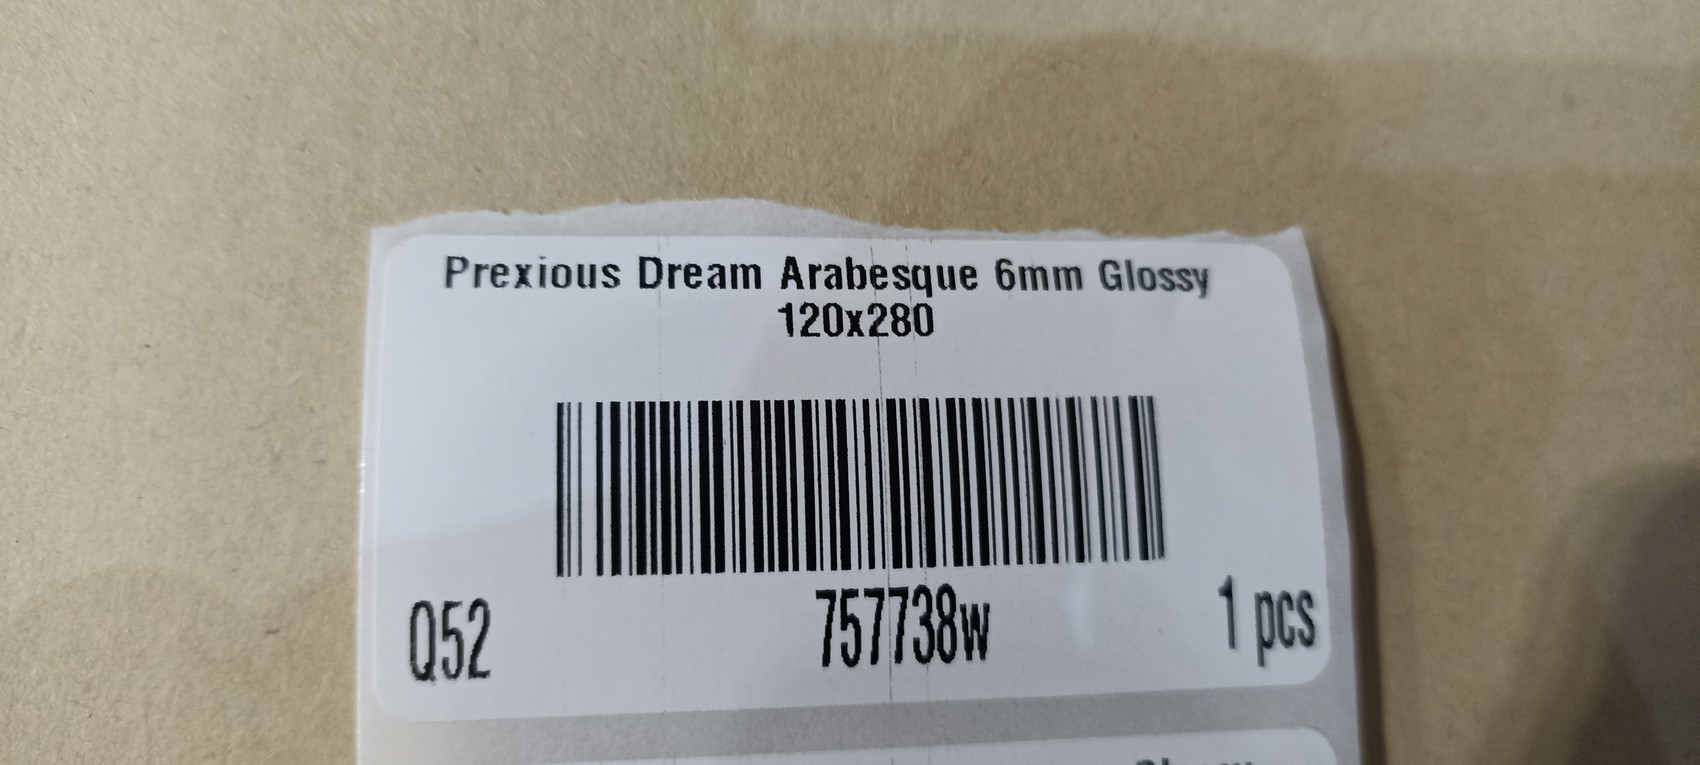 Prexious Dream Arabesque 6mm Glossy
120x280
Q52 757738w 1 pcs